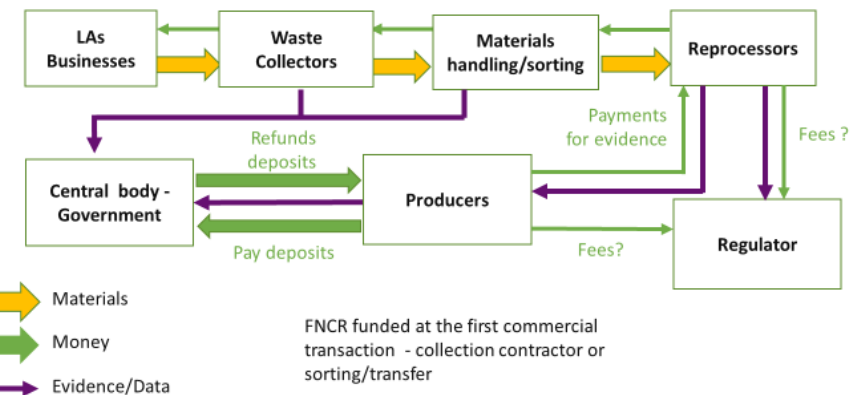 LAs
Businesses
Waste
Collectors
Materials
handling/sorting
Reprocessors
Refunds
deposits
Payments
for evidence
Fees ?
Central body -
Government
Producers
Regulator
Pay deposits
Fees?
Materials
Money
Evidence/Data
FNCR funded at the first commercial
transaction - collection contractor or
sorting/transfer